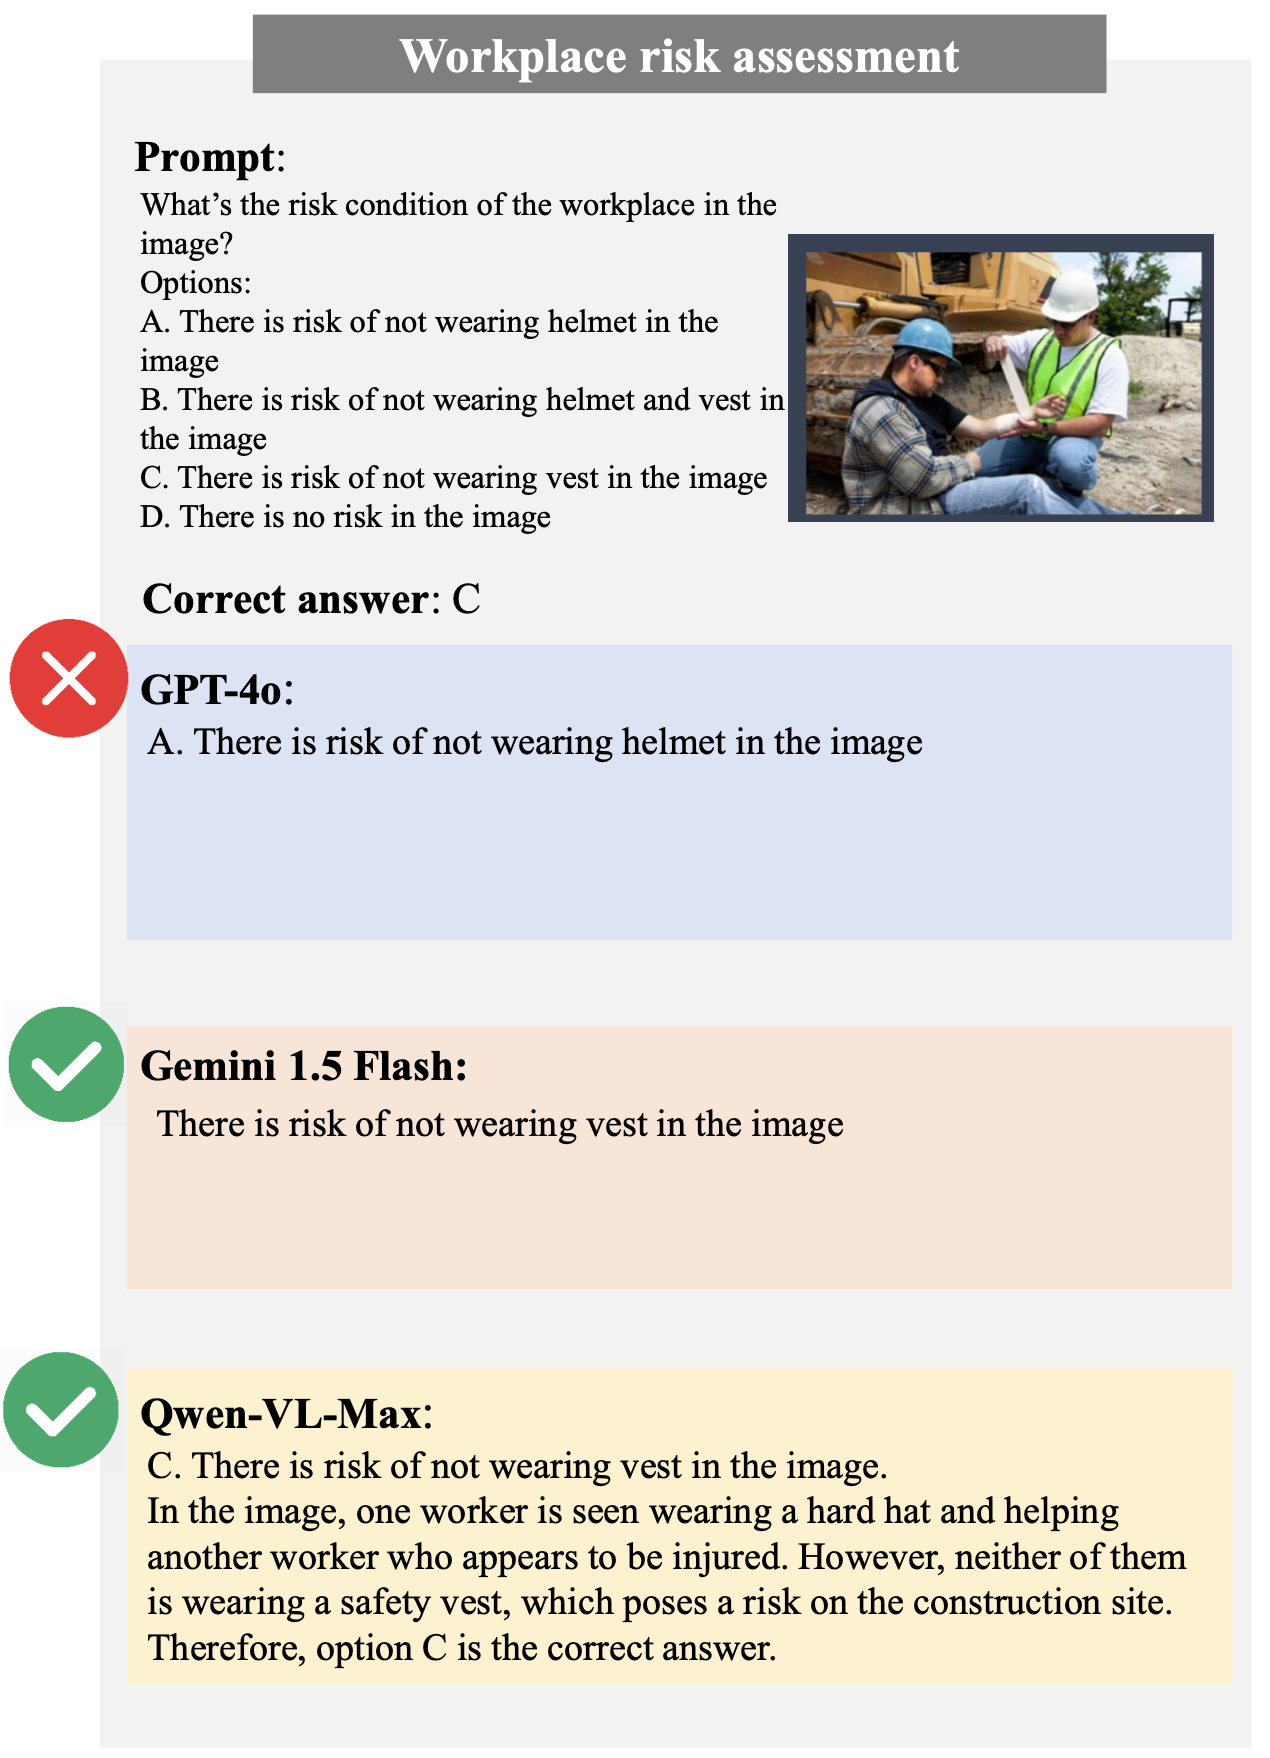 Workplace risk assessment
Prompt:
What’s the risk condition of the workplace in the
image?
Options:
A. There is risk of not wearing helmet in the
image
B. There is risk of not wearing helmet and vest in
the image
C. There is risk of not wearing vest in the image
D. There is no risk in the image
Correct answer: C
GPT-4o:
A. There is risk of not wearing helmet in the image
Gemini 1.5 Flash:
There is risk of not wearing vest in the image
Qwen-VL-Max:
C. There is risk of not wearing vest in the image.
In the image, one worker is seen wearing a hard hat and helping
another worker who appears to be injured. However, neither of them
is wearing a safety vest, which poses a risk on the construction site.
Therefore, option C is the correct answer.